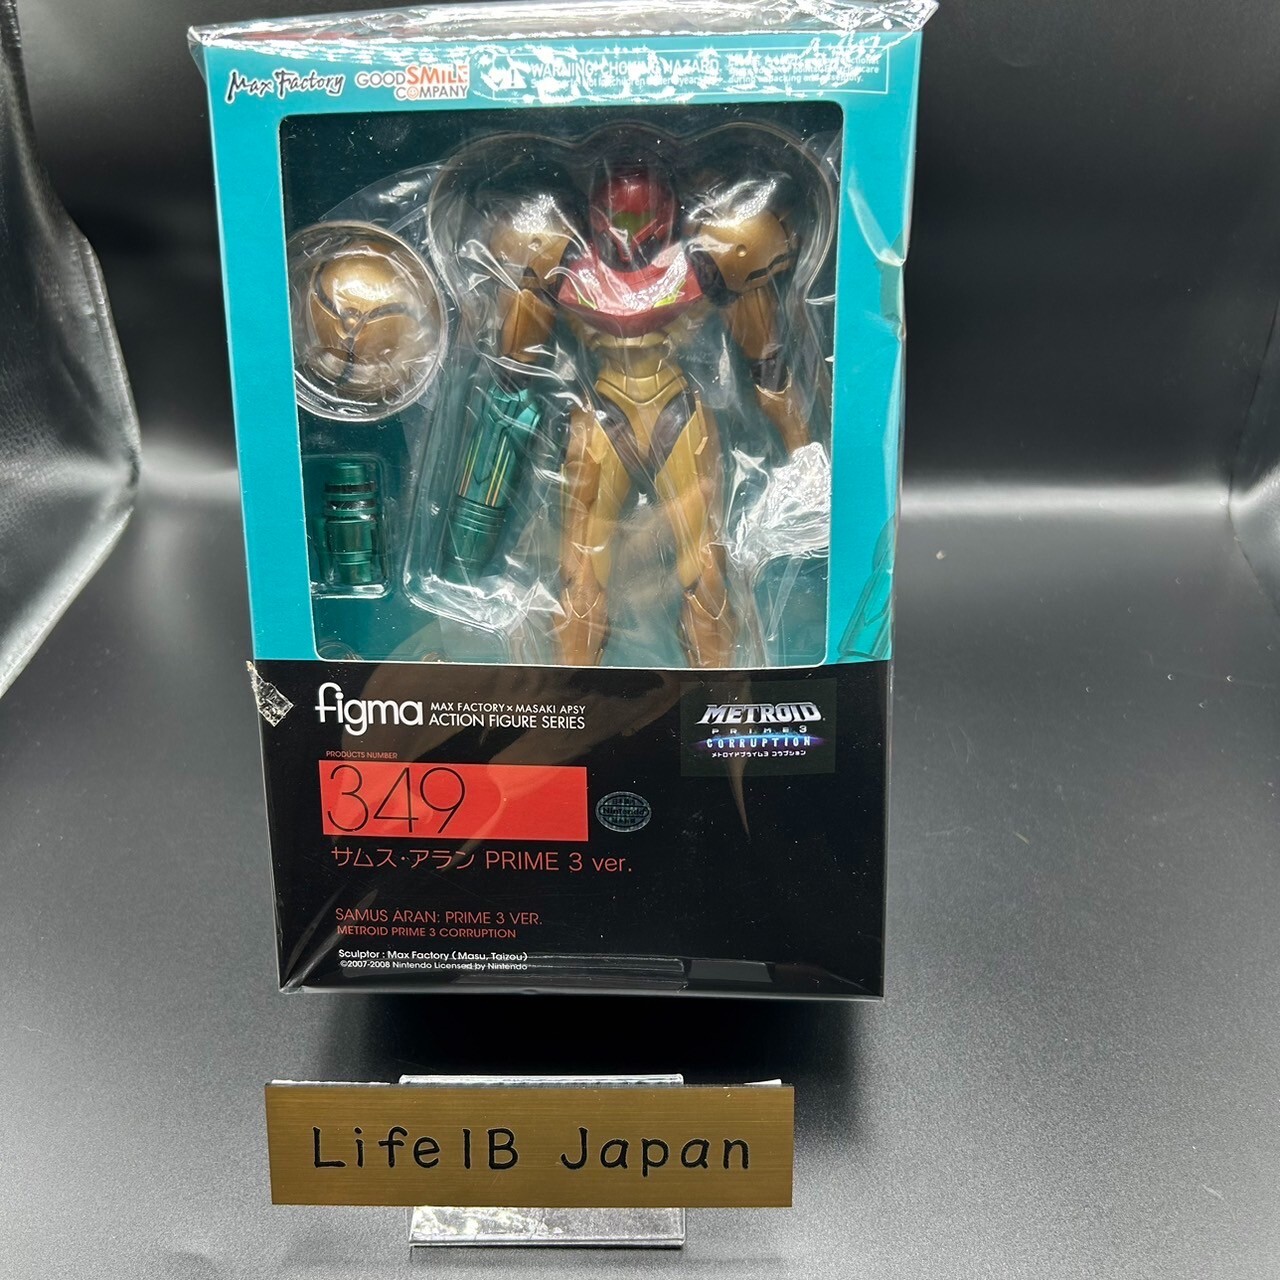 Max Factory
GOOD SMILE
COMPANY
WARNING! CHOKING HAZARD
figma
MAX FACTORY × MASAKI APSY
ACTION FIGURE SERIES
METROID
PRIME 3
CORRUPTION
メトロイドプライム3 コラプション
PRODUCTS NUMBER
349
Nintendo
サムス・アラン PRIME 3 ver.
SAMUS ARAN: PRIME 3 VER.
METROID PRIME 3 CORRUPTION
Sculptor : Max Factory (Masu, Taizou)
©2007-2008 Nintendo Licensed by Nintendo
Life1B Japan